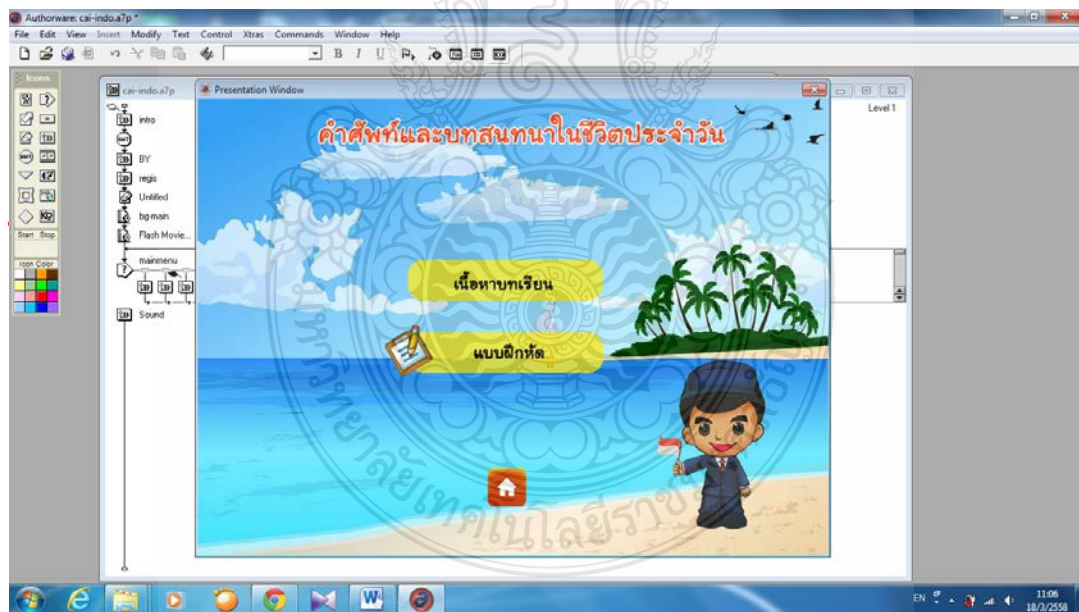 Authorware: cai-indo.a7p *
File Edit View Insert Modify Text Control Xtras Commands Window Help
B I U
Icons
Start Stop
Icon Color
cai-indo.a7p
Presentation Window
Level 1
intro
BY
regis
Untitled
bg-main
Flash Movie...
mainmenu
Sound
คำศัพท์และบทสนทนาในชีวิตประจำวัน
เนื้อหาบทเรียน
แบบฝึกหัด
EN
11:06
18/3/2558